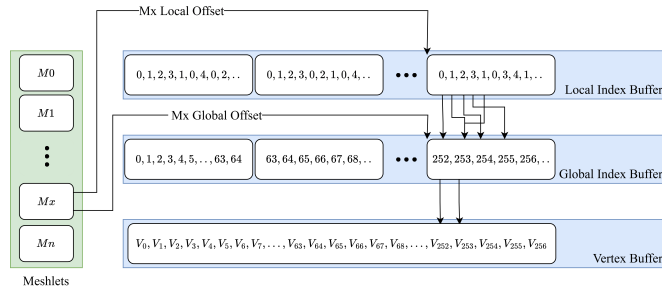 Mx Local Offset
M0
0, 1, 2, 3, 1, 0, 4, 0, 2, . .
0, 1, 2, 3, 0, 2, 1, 0, 4, . .
0, 1, 2, 3, 1, 0, 3, 4, 1, . .
Local Index Buffer
M1
Mx Global Offset
0, 1, 2, 3, 4, 5, . . , 63, 64
63, 64, 65, 66, 67, 68, . .
252, 253, 254, 255, 256, . .
Global Index Buffer
Mx
Mn
V0, V1, V2, V3, V4, V5, V6, V7, . . . , V63, V64, V65, V66, V67, V68, . . . , V252, V253, V254, V255, V256
Vertex Buffer
Meshlets